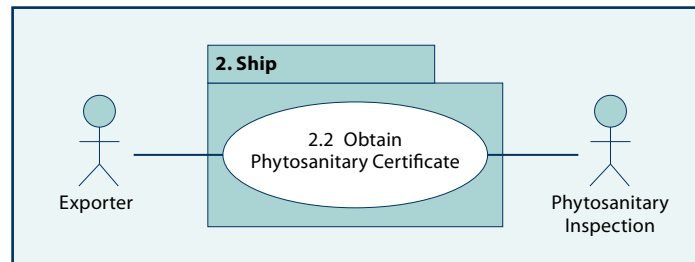 2. Ship
2.2 Obtain
Phytosanitary Certificate
Exporter
Phytosanitary
Inspection